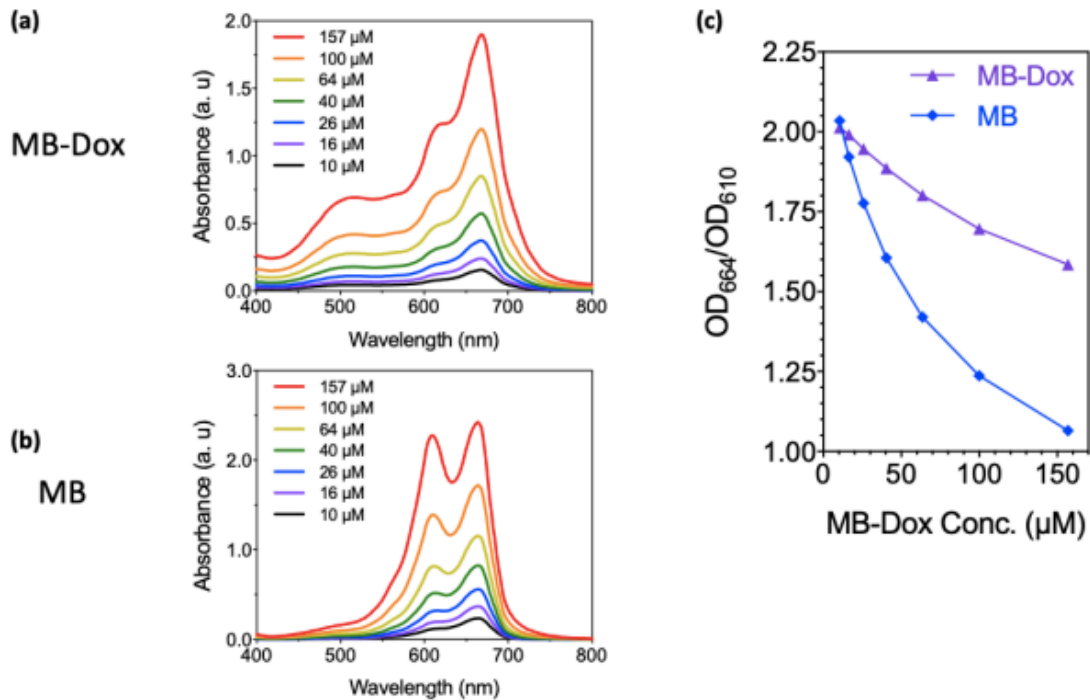 (a)
MB-Dox
Absorbance (a. u)
2.0
1.5
1.0
0.5
0.0
157 µM
100 µM
64 µM
40 µM
26 µM
16 µM
10 µM
400 500 600 700 800
Wavelength (nm)
(b)
MB
Absorbance (a. u)
3.0
2.0
1.0
0.0
157 µM
100 µM
64 µM
40 µM
26 µM
16 µM
10 µM
400 500 600 700 800
Wavelength (nm)
(c)
OD664/OD610
2.25
2.00
1.75
1.50
1.25
1.00
MB-Dox
MB
0 50 100 150
MB-Dox Conc. (µM)